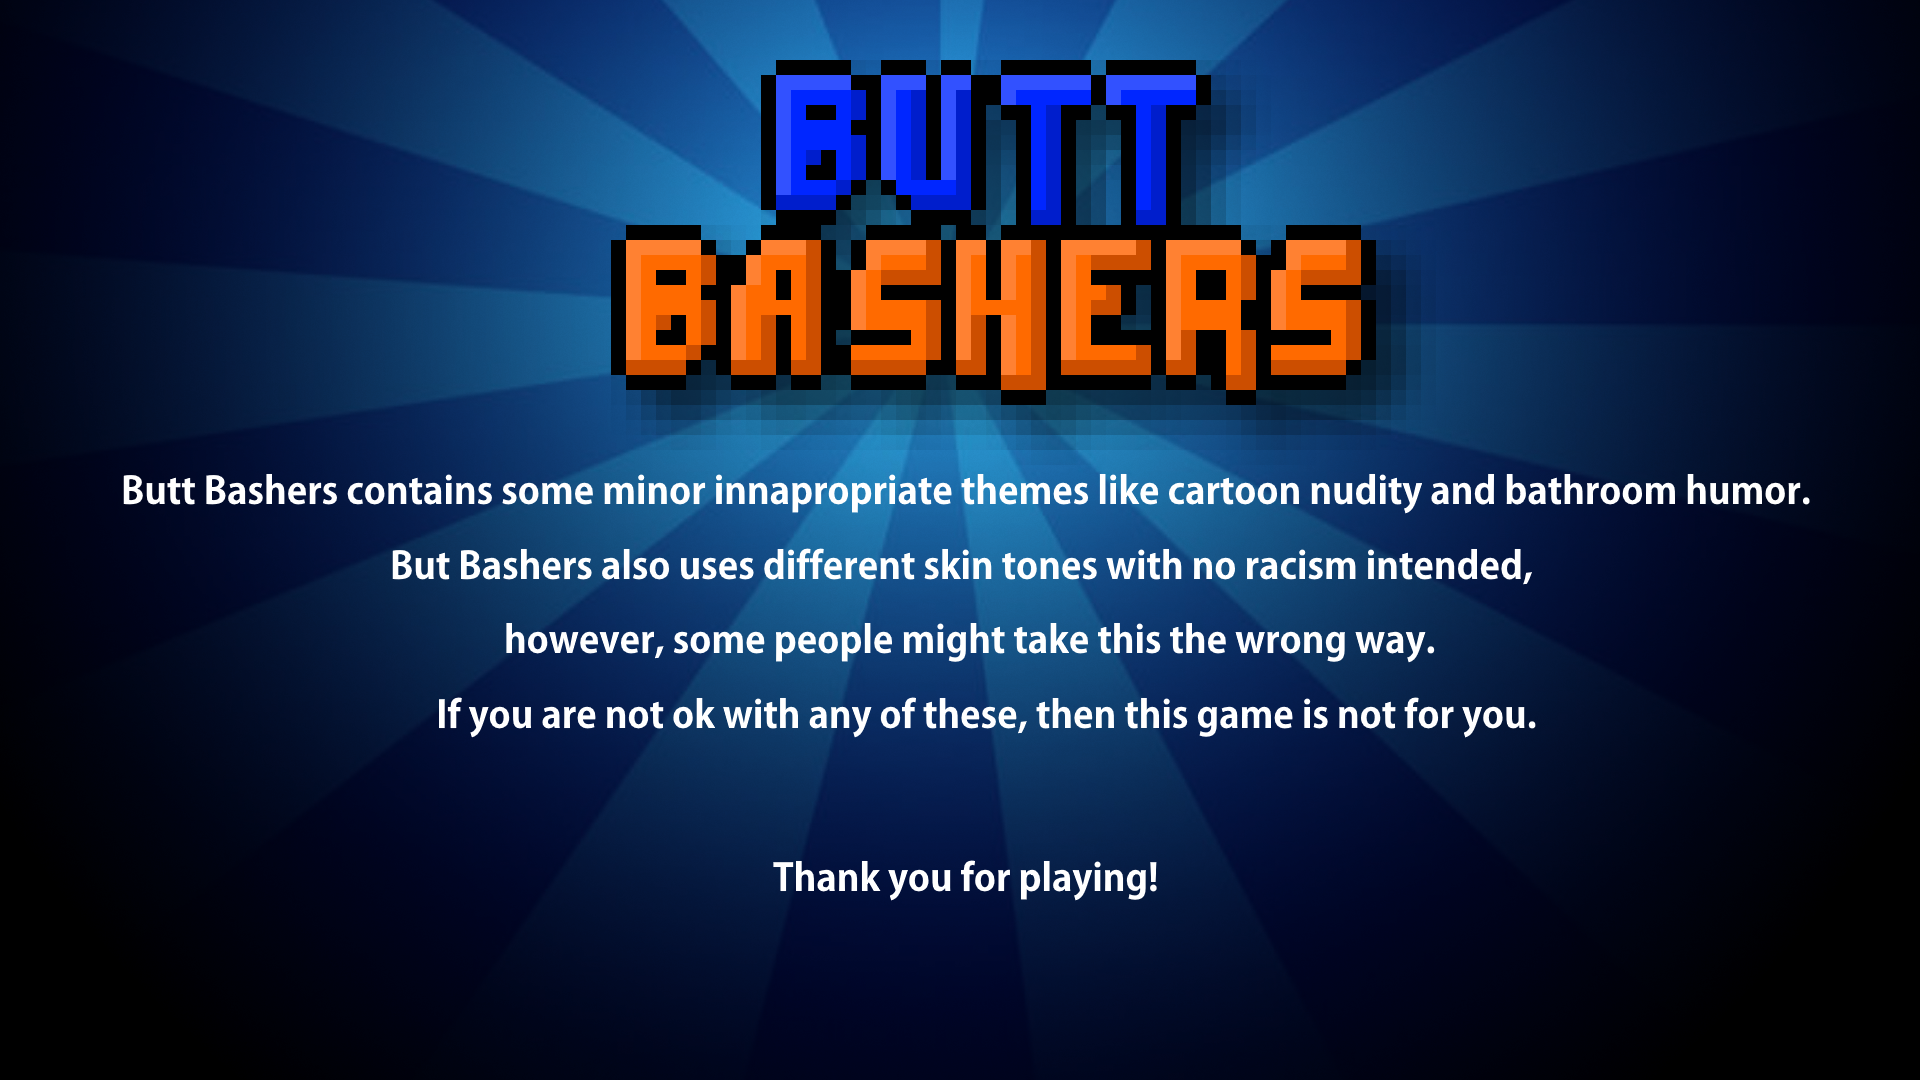 BUTT
BASHERS
Butt Bashers contains some minor innapropriate themes like cartoon nudity and bathroom humor.
But Bashers also uses different skin tones with no racism intended,
however, some people might take this the wrong way.
If you are not ok with any of these, then this game is not for you.
Thank you for playing!